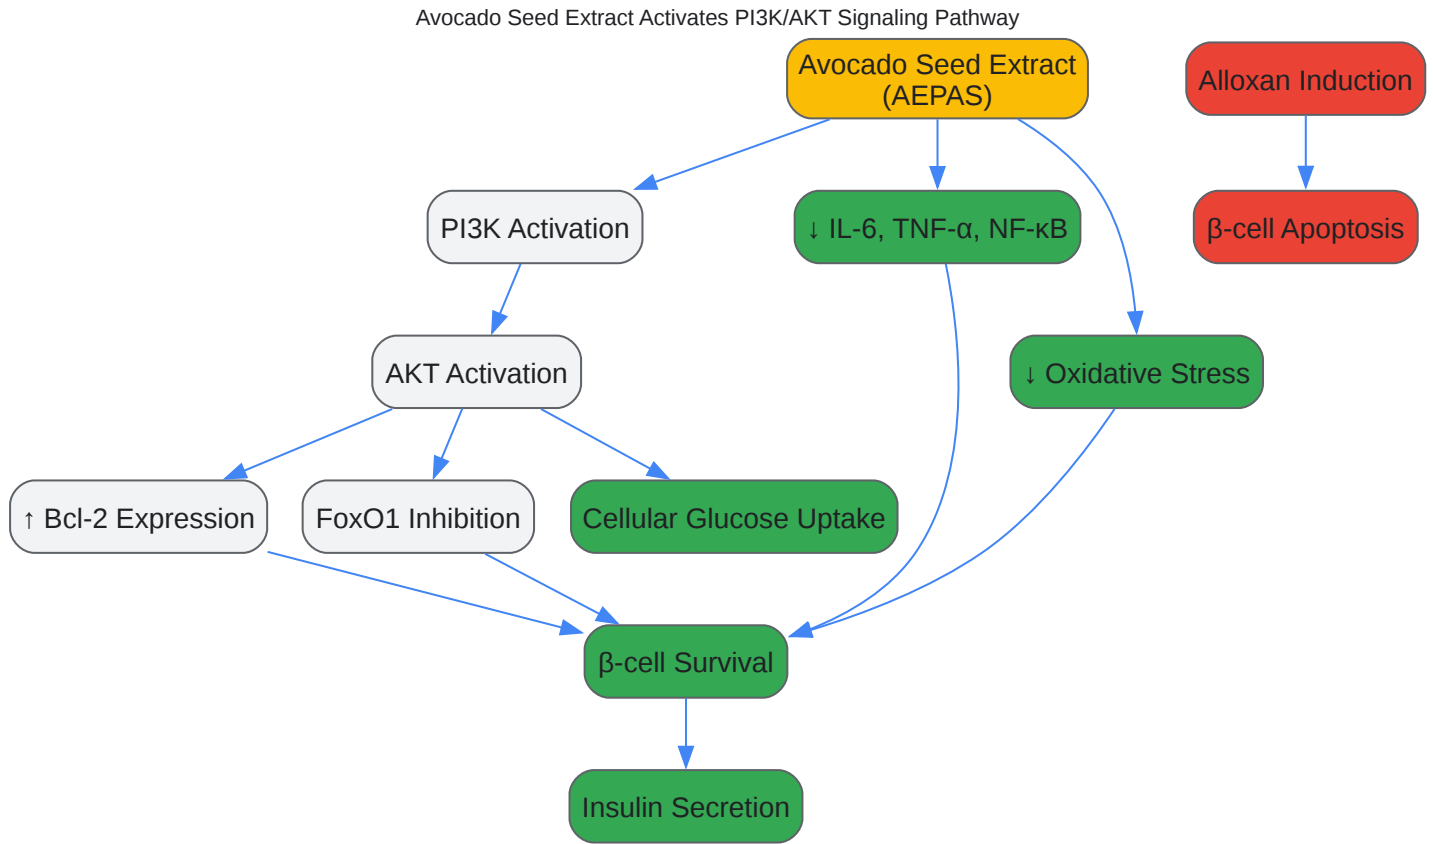 Avocado Seed Extract Activates PI3K/AKT Signaling Pathway
Avocado Seed Extract
(AEPAS)
Alloxan Induction
PI3K Activation
↓ IL-6, TNF-α, NF-κB
β-cell Apoptosis
AKT Activation
↓ Oxidative Stress
↑ Bcl-2 Expression
FoxO1 Inhibition
Cellular Glucose Uptake
β-cell Survival
Insulin Secretion